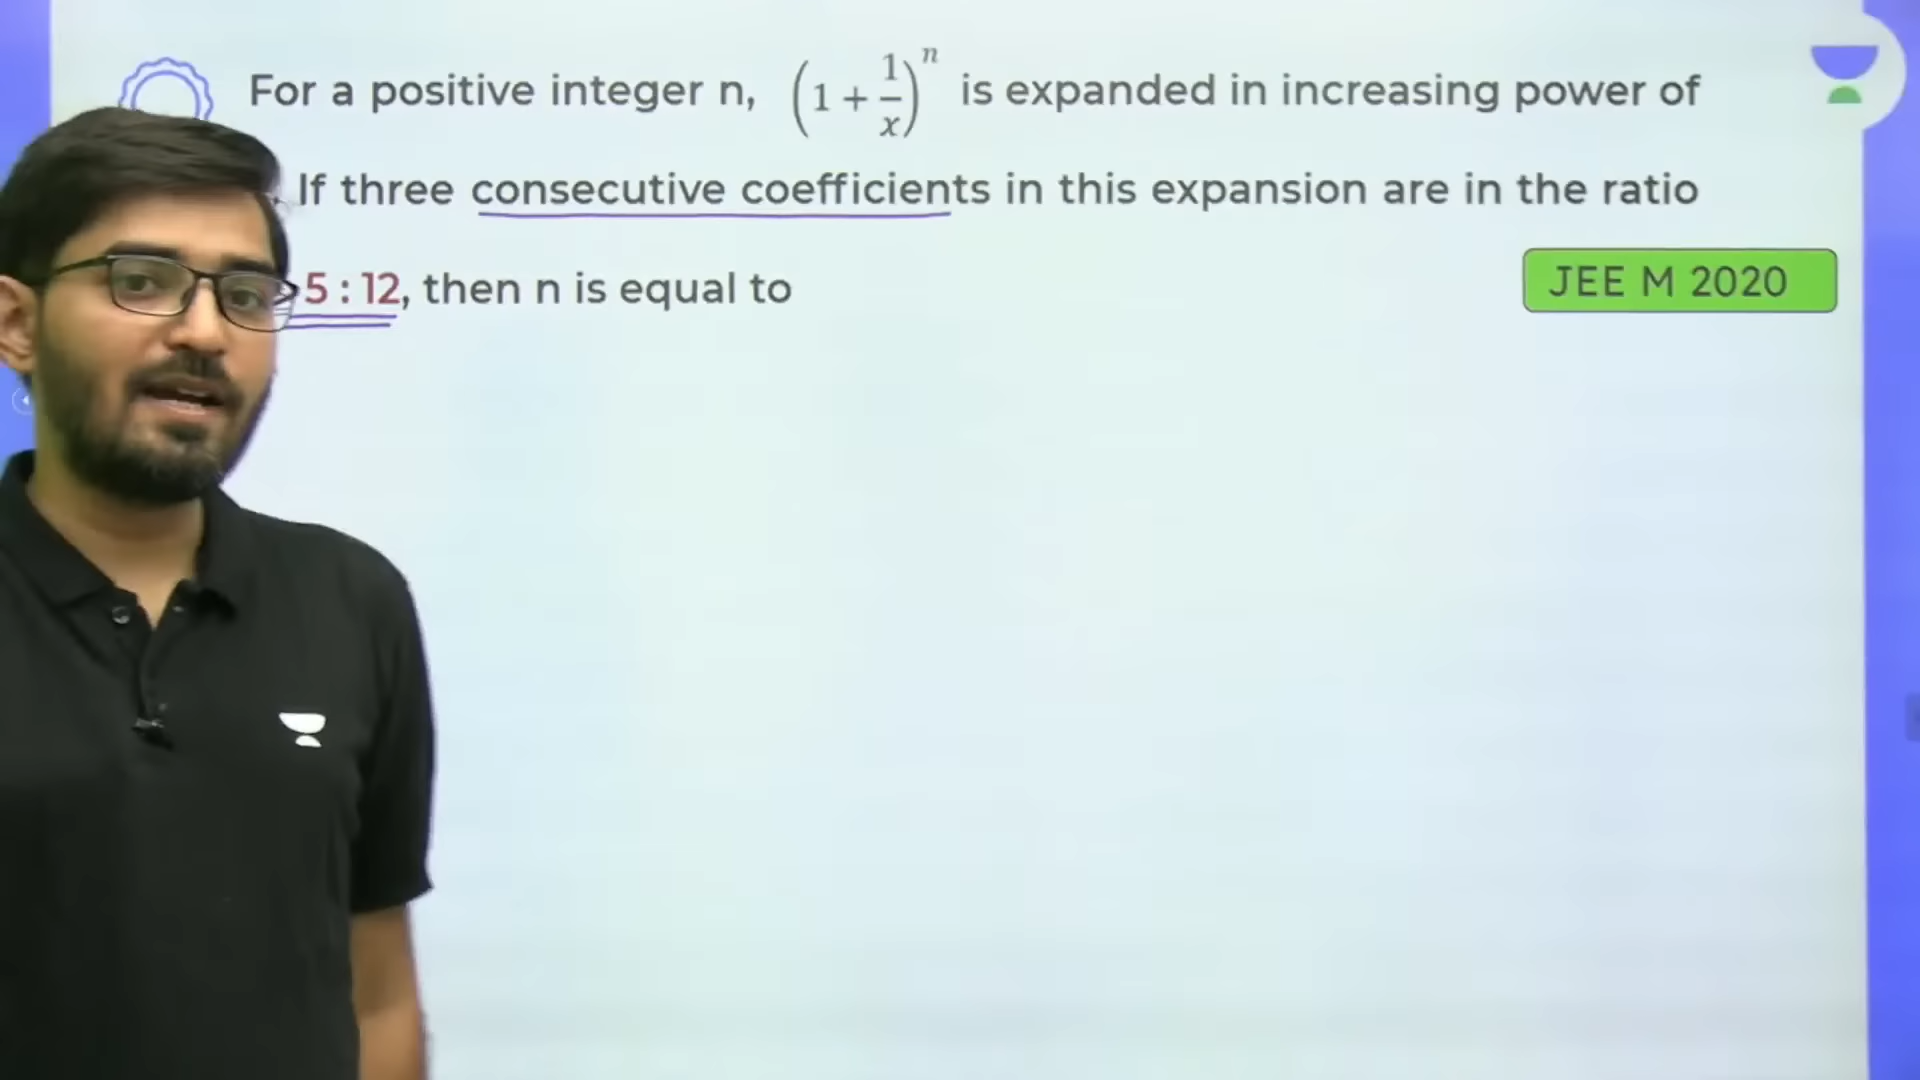 For a positive integer n, (1 + 1/x)^n is expanded in increasing power of
. If three consecutive coefficients in this expansion are in the ratio
5 : 12, then n is equal to
JEE M 2020